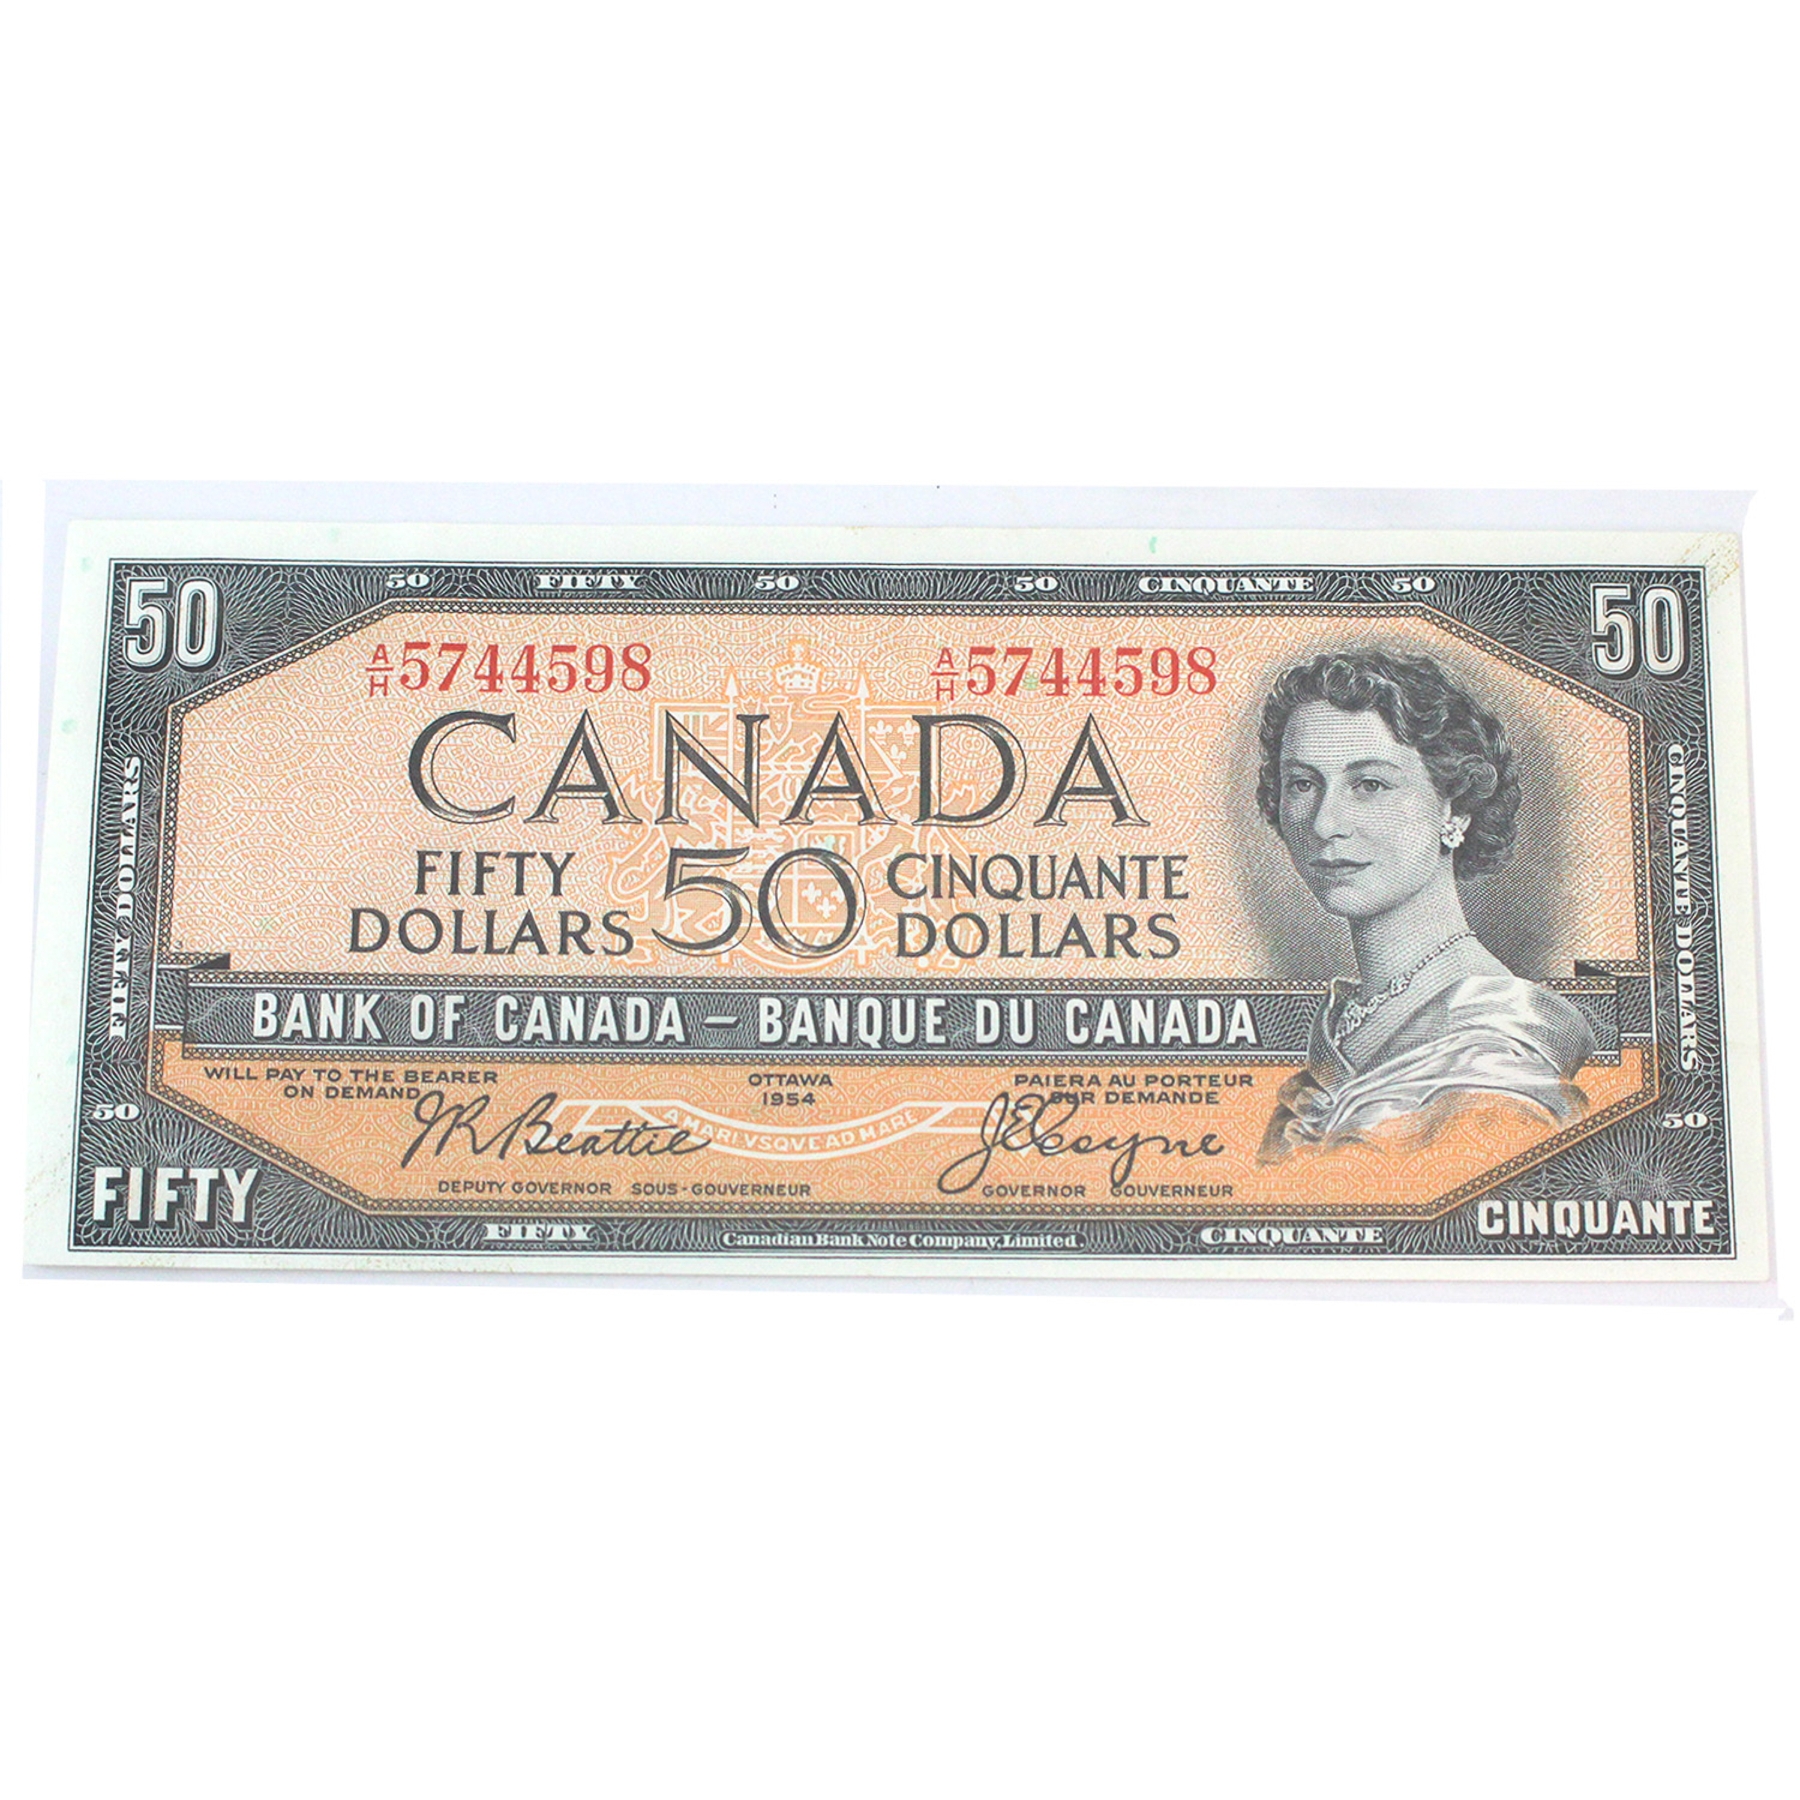 50 50 FIFTY 50 50 CINQUANTE 50 50
A/H 5744598 A/H 5744598
CANADA
FIFTY DOLLARS 50 CINQUANTE DOLLARS
FIFTY DOLLARS
CINQUANTE DOLLARS
BANK OF CANADA – BANQUE DU CANADA
WILL PAY TO THE BEARER ON DEMAND
OTTAWA 1954
PAIERA AU PORTEUR SUR DEMANDE
50 50
A MARI VSQVE AD MARE
JRBeattie JECoyne
DEPUTY GOVERNOR SOUS-GOUVERNEUR GOVERNOR GOUVERNEUR
FIFTY CINQUANTE
FIFTY Canadian Bank Note Company, Limited. CINQUANTE